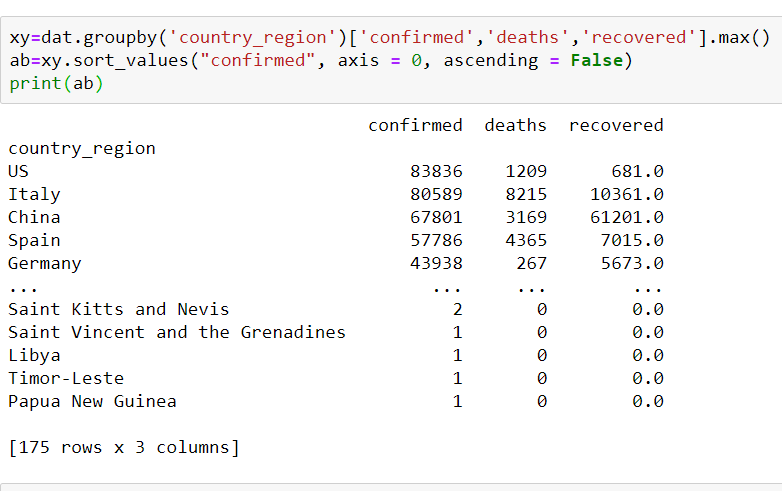 xy=dat.groupby('country_region')['confirmed','deaths','recovered'].max()
ab=xy.sort_values("confirmed", axis = 0, ascending = False)
print(ab)
confirmed deaths recovered
country_region
US 83836 1209 681.0
Italy 80589 8215 10361.0
China 67801 3169 61201.0
Spain 57786 4365 7015.0
Germany 43938 267 5673.0
... ... ... ...
Saint Kitts and Nevis 2 0 0.0
Saint Vincent and the Grenadines 1 0 0.0
Libya 1 0 0.0
Timor-Leste 1 0 0.0
Papua New Guinea 1 0 0.0
[175 rows x 3 columns]